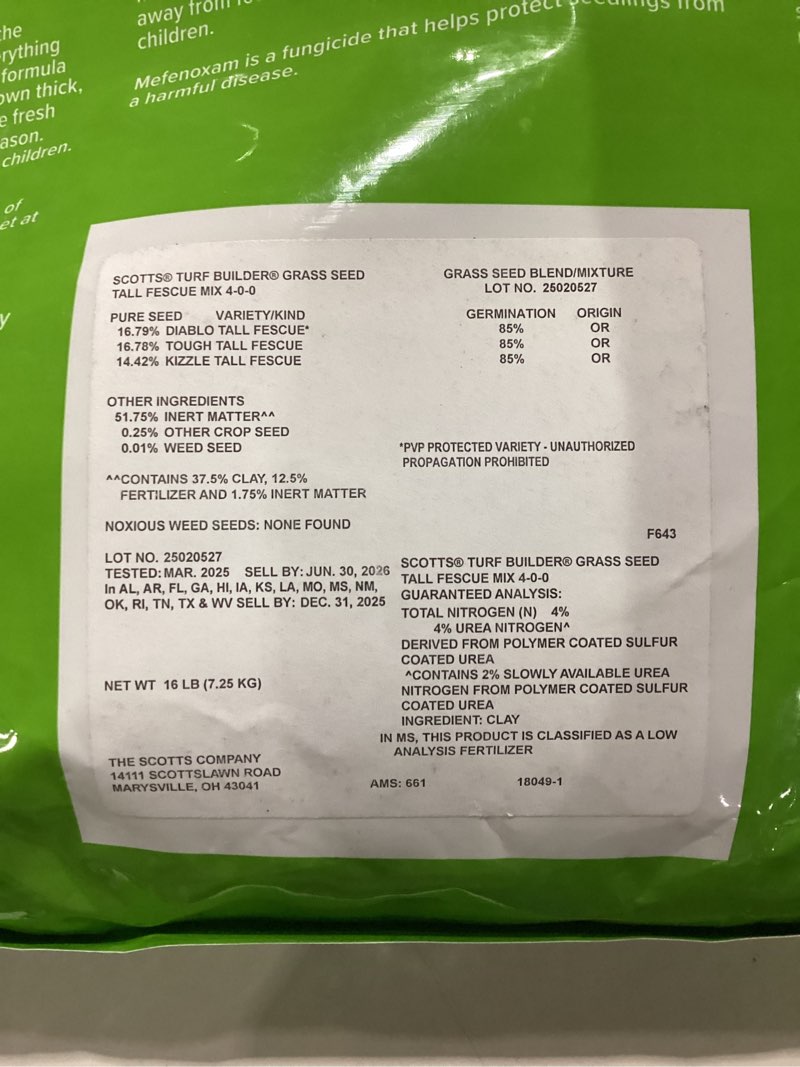 the
rything
formula
own thick,
e fresh
ason.
children.
of
et at
y
away from
children.
Mefenoxam is a fungicide that helps protect seedlings from
a harmful disease.
SCOTTS® TURF BUILDER® GRASS SEED
TALL FESCUE MIX 4-0-0
GRASS SEED BLEND/MIXTURE
LOT NO. 25020527
PURE SEED VARIETY/KIND GERMINATION ORIGIN
16.79% DIABLO TALL FESCUE* 85% OR
16.78% TOUGH TALL FESCUE 85% OR
14.42% KIZZLE TALL FESCUE 85% OR
OTHER INGREDIENTS
51.75% INERT MATTER^^
0.25% OTHER CROP SEED
0.01% WEED SEED
*PVP PROTECTED VARIETY - UNAUTHORIZED
PROPAGATION PROHIBITED
^^CONTAINS 37.5% CLAY, 12.5%
FERTILIZER AND 1.75% INERT MATTER
NOXIOUS WEED SEEDS: NONE FOUND
F643
LOT NO. 25020527
TESTED: MAR. 2025 SELL BY: JUN. 30, 2026
In AL, AR, FL, GA, HI, IA, KS, LA, MO, MS, NM,
OK, RI, TN, TX & WV SELL BY: DEC. 31, 2025
NET WT 16 LB (7.25 KG)
SCOTTS® TURF BUILDER® GRASS SEED
TALL FESCUE MIX 4-0-0
GUARANTEED ANALYSIS:
TOTAL NITROGEN (N) 4%
4% UREA NITROGEN^
DERIVED FROM POLYMER COATED SULFUR
COATED UREA
^CONTAINS 2% SLOWLY AVAILABLE UREA
NITROGEN FROM POLYMER COATED SULFUR
COATED UREA
INGREDIENT: CLAY
IN MS, THIS PRODUCT IS CLASSIFIED AS A LOW
ANALYSIS FERTILIZER
THE SCOTTS COMPANY
14111 SCOTTSLAWN ROAD
MARYSVILLE, OH 43041
AMS: 661 18049-1